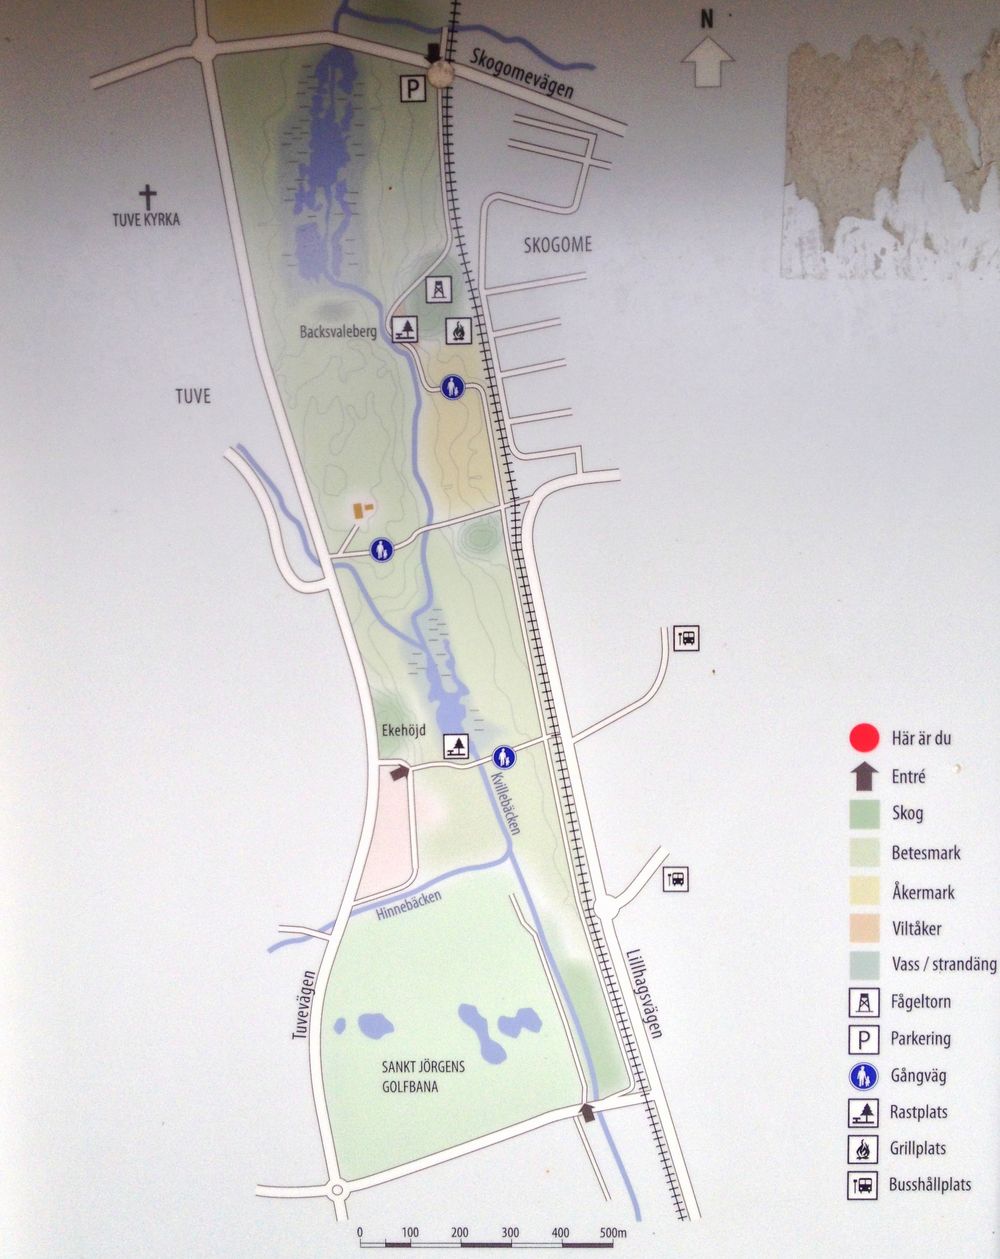 N
Skogomevägen
P
TUVE KYRKA
SKOGOME
Backsvaleberg
TUVE
Ekehöjd
Kvillebäcken
Hinnebäcken
Tuvevägen
Lillhagsvägen
SANKT JÖRGENS
GOLFBANA
Här är du
Entré
Skog
Betesmark
Åkermark
Viltåker
Vass / strandäng
Fågeltorn
P Parkering
Gångväg
Rastplats
Grillplats
Busshållplats
0 100 200 300 400 500m